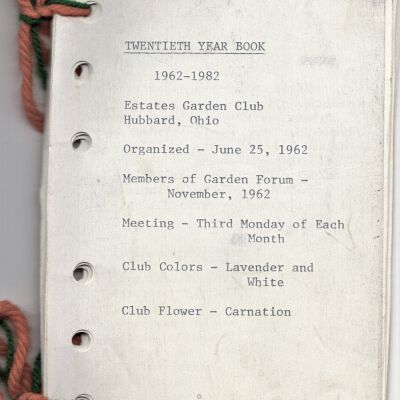 TWENTIETH YEAR BOOK
1962-1982
Estates Garden Club
Hubbard, Ohio
Organized - June 25, 1962
Members of Garden Forum -
November, 1962
Meeting - Third Monday of Each
Month
Club Colors - Lavender and
White
Club Flower - Carnation